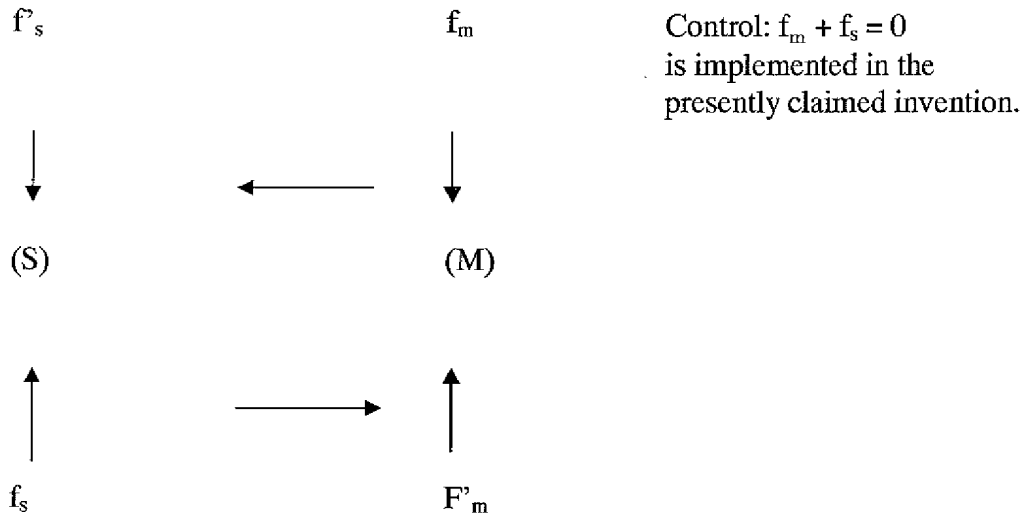 f’s fm
Control: fm + fs = 0
is implemented in the
presently claimed invention.
(S) (M)
fs F’m